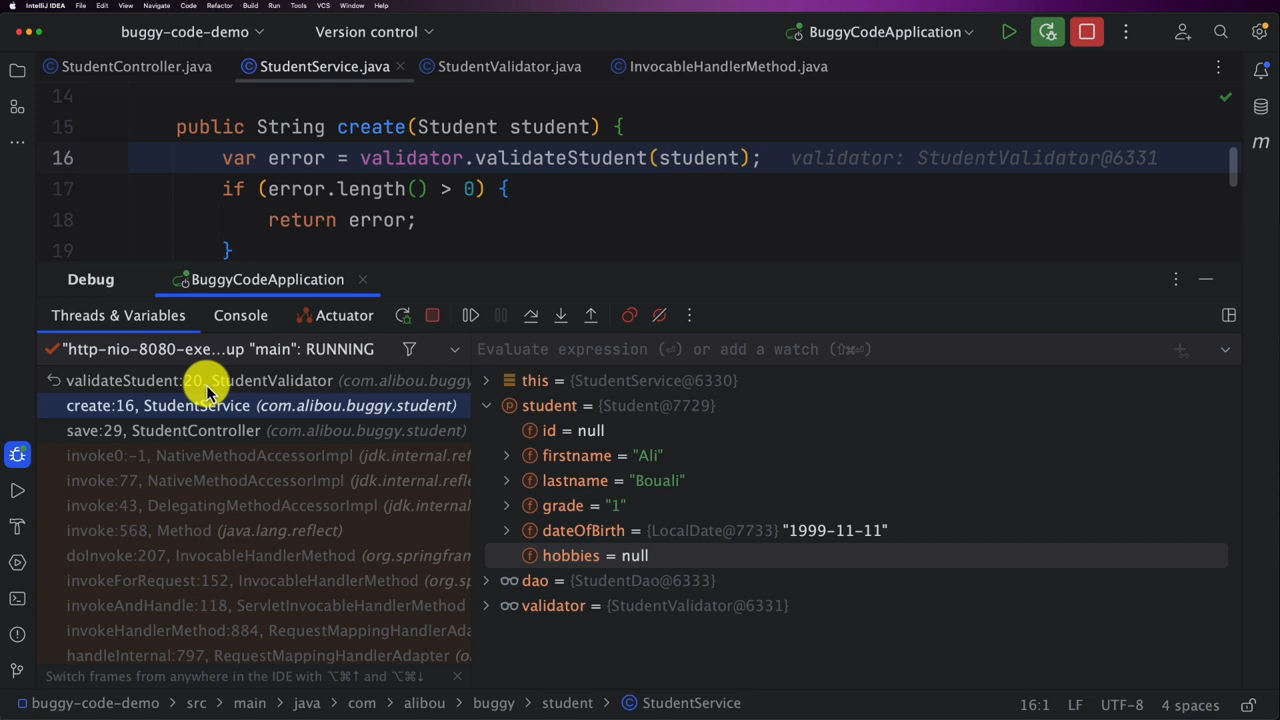 IntelliJ IDEA File Edit View Navigate Code Refactor Build Run Tools VCS Window Help
buggy-code-demo Version control BuggyCodeApplication
StudentController.java StudentService.java StudentValidator.java InvocableHandlerMethod.java
14
15 public String create(Student student) {
16 var error = validator.validateStudent(student); validator: StudentValidator@6331
17 if (error.length() > 0) {
18 return error;
19 }
Debug BuggyCodeApplication
Threads & Variables Console Actuator
"http-nio-8080-exe...up "main": RUNNING Evaluate expression (⏎) or add a watch (⇧⌘⏎)
validateStudent:20, StudentValidator (com.alibou.buggy
create:16, StudentService (com.alibou.buggy.student)
save:29, StudentController (com.alibou.buggy.student)
invoke0:-1, NativeMethodAccessorImpl (jdk.internal.ref
invoke:77, NativeMethodAccessorImpl (jdk.internal.refle
invoke:43, DelegatingMethodAccessorImpl (jdk.interna
invoke:568, Method (java.lang.reflect)
doInvoke:207, InvocableHandlerMethod (org.springfran
invokeForRequest:152, InvocableHandlerMethod (org.sp
invokeAndHandle:118, ServletInvocableHandlerMethod
invokeHandlerMethod:884, RequestMappingHandlerAda
handleInternal:797, RequestMappingHandlerAdapter (o
Switch frames from anywhere in the IDE with ⌥⌘↑ and ⌥⌘↓
this = {StudentService@6330}
student = {Student@7729}
id = null
firstname = "Ali"
lastname = "Bouali"
grade = "1"
dateOfBirth = {LocalDate@7733} "1999-11-11"
hobbies = null
dao = {StudentDao@6333}
validator = {StudentValidator@6331}
buggy-code-demo > src > main > java > com > alibou > buggy > student > StudentService 16:1 LF UTF-8 4 spaces